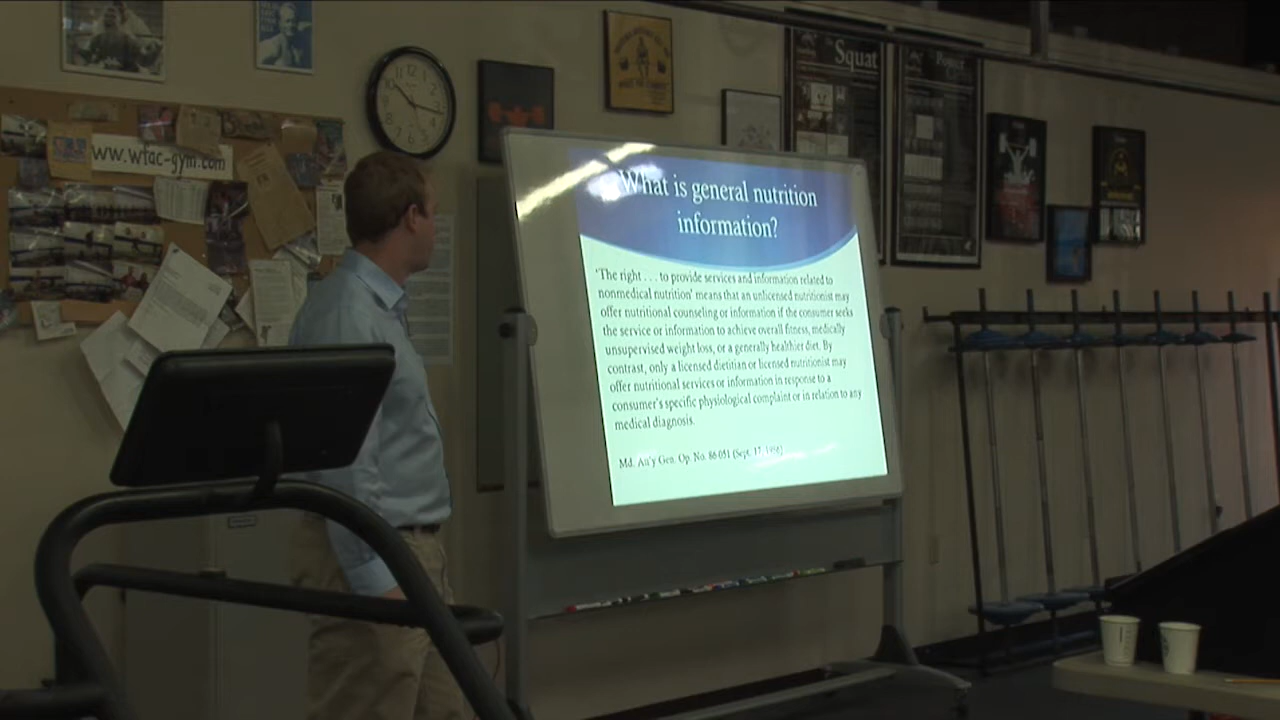 www.wfac-gym.com
Squat
Power
What is general nutrition
information?
'The right . . . to provide services and information related to
nonmedical nutrition' means that an unlicensed nutritionist may
offer nutritional counseling or information if the consumer seeks
the service or information to achieve overall fitness, medically
unsupervised weight loss, or a generally healthier diet. By
contrast, only a licensed dietitian or licensed nutritionist may
offer nutritional services or information in response to a
consumer's specific physiological complaint or in relation to any
medical diagnosis.
Md. Att'y Gen. Op. No. 86-051 (Sept. 17, 1986)